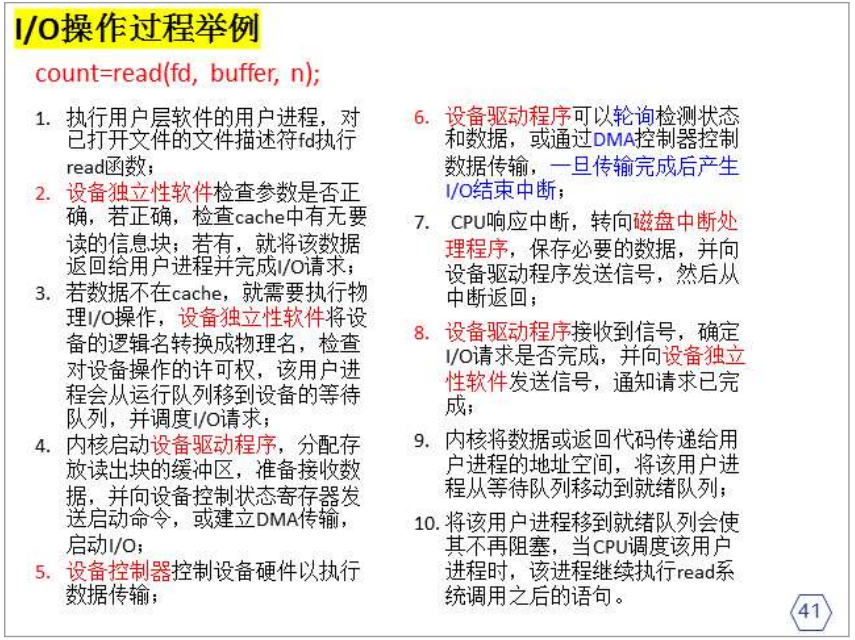 I/O操作过程举例
count=read(fd, buffer, n);
1. 执行用户层软件的用户进程，对
已打开文件的文件描述符fd执行
read函数；
2. 设备独立性软件检查参数是否正
确，若正确，检查cache中有无要
读的信息块；若有，就将该数据
返回给用户进程并完成I/O请求；
3. 若数据不在cache，就需要执行物
理I/O操作，设备独立性软件将设
备的逻辑名转换成物理名，检查
对设备操作的许可权，该用户进
程会从运行队列移到设备的等待
队列，并调度I/O请求；
4. 内核启动设备驱动程序，分配存
放读出块的缓冲区，准备接收数
据，并向设备控制状态寄存器发
送启动命令，或建立DMA传输，
启动I/O；
5. 设备控制器控制设备硬件以执行
数据传输；
6. 设备驱动程序可以轮询检测状态
和数据，或通过DMA控制器控制
数据传输，一旦传输完成后产生
I/O结束中断；
7. CPU响应中断，转向磁盘中断处
理程序，保存必要的数据，并向
设备驱动程序发送信号，然后从
中断返回；
8. 设备驱动程序接收到信号，确定
I/O请求是否完成，并向设备独立
性软件发送信号，通知请求已完
成；
9. 内核将数据或返回代码传递给用
户进程的地址空间，将该用户进
程从等待队列移动到就绪队列；
10. 将该用户进程移到就绪队列会使
其不再阻塞，当CPU调度该用户
进程时，该进程继续执行read系
统调用之后的语句。
41